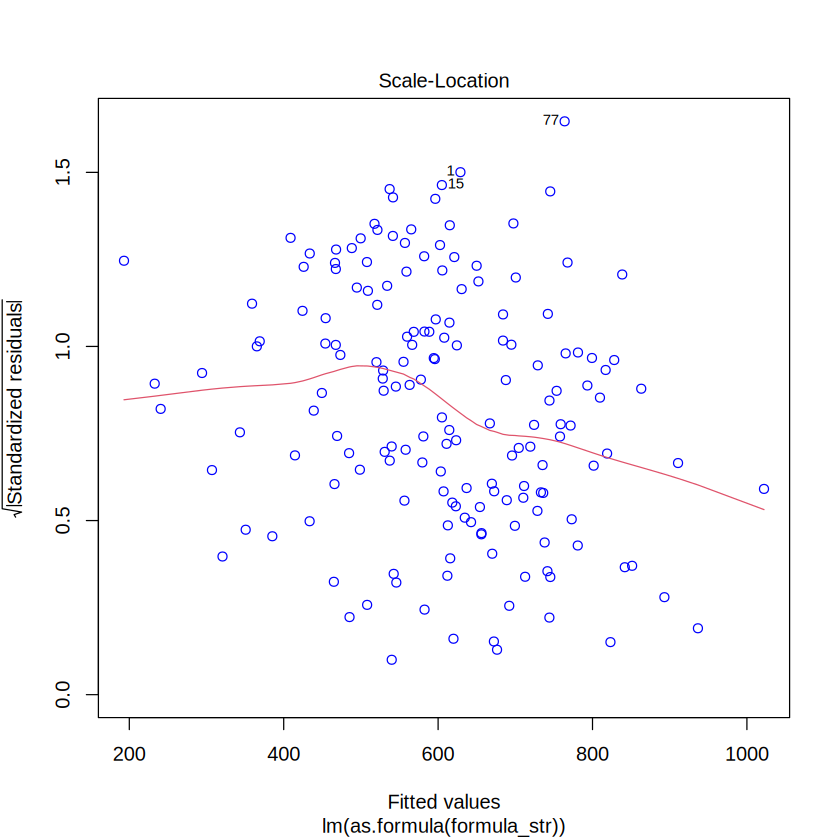 Scale-Location
√|Standardized residuals|
1.5
1.0
0.5
0.0
77
1
15
200 400 600 800 1000
Fitted values
lm(as.formula(formula_str))